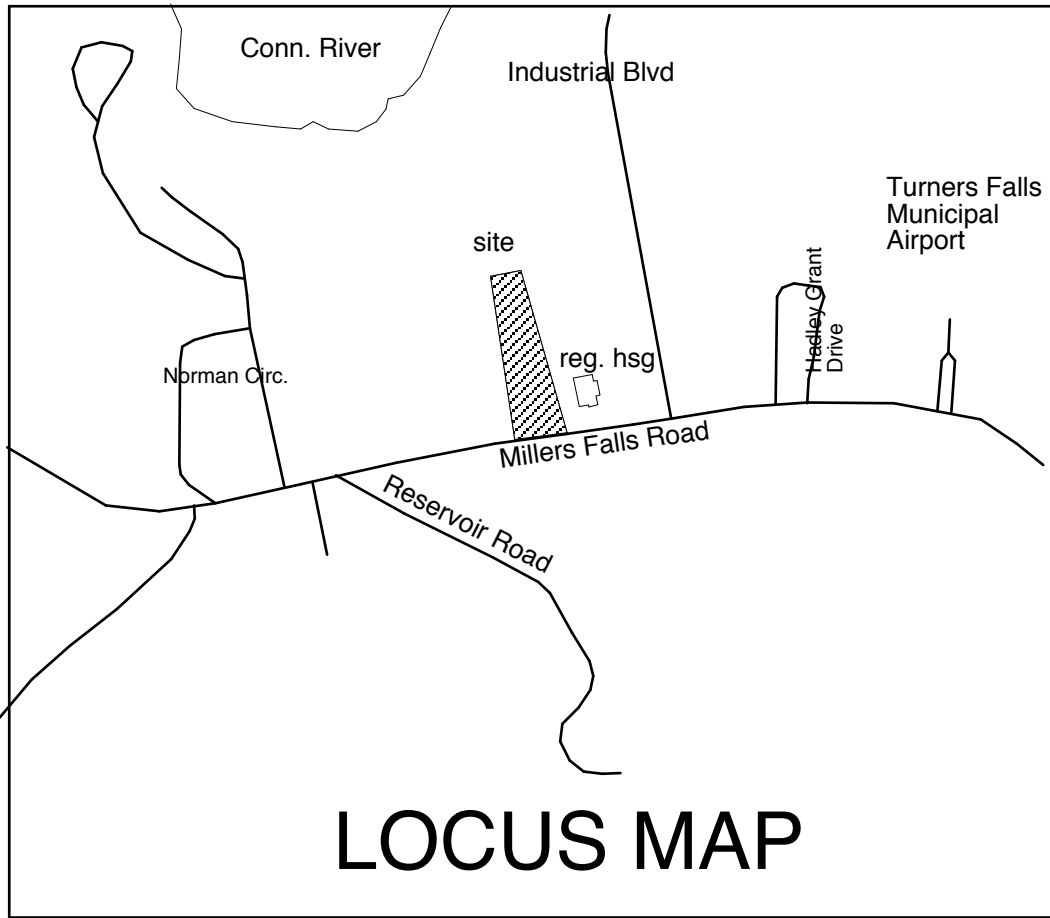 Conn. River
Industrial Blvd
Turners Falls
Municipal
Airport
site
Hadley Grant
Drive
reg. hsg
Norman Circ.
Millers Falls Road
Reservoir Road
LOCUS MAP